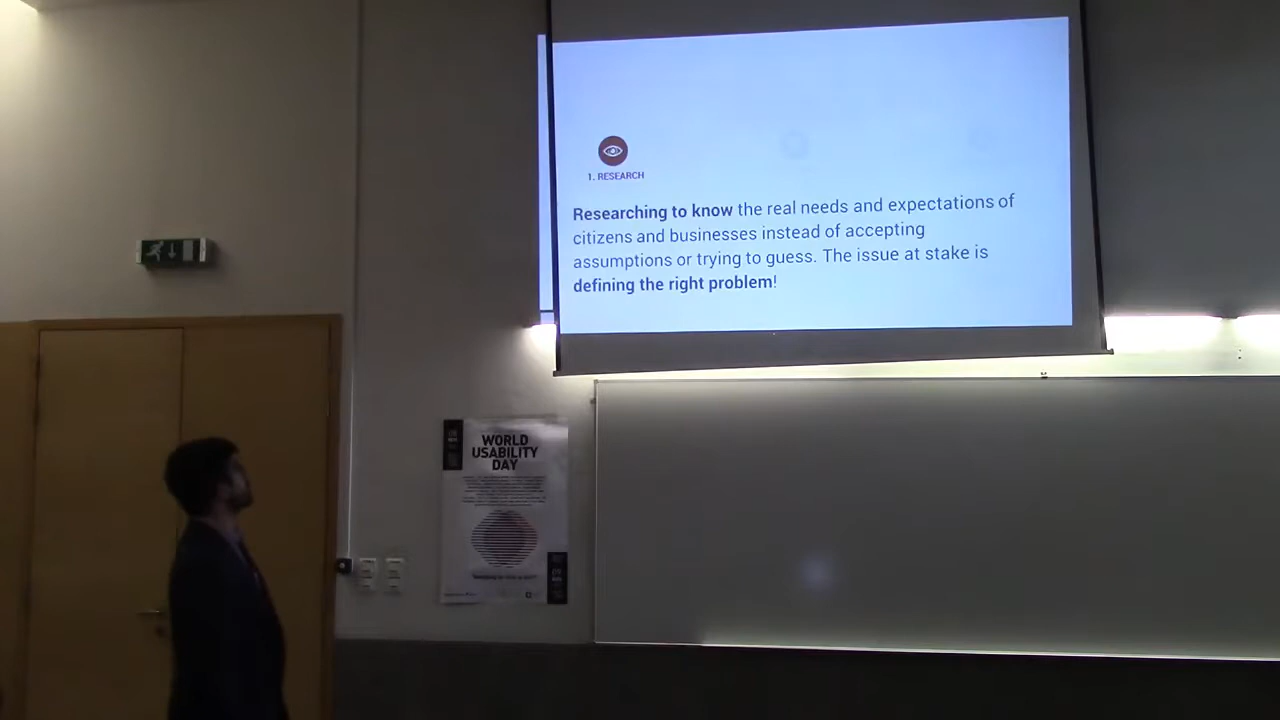 1. RESEARCH
Researching to know the real needs and expectations of
citizens and businesses instead of accepting
assumptions or trying to guess. The issue at stake is
defining the right problem!
WORLD
USABILITY
DAY